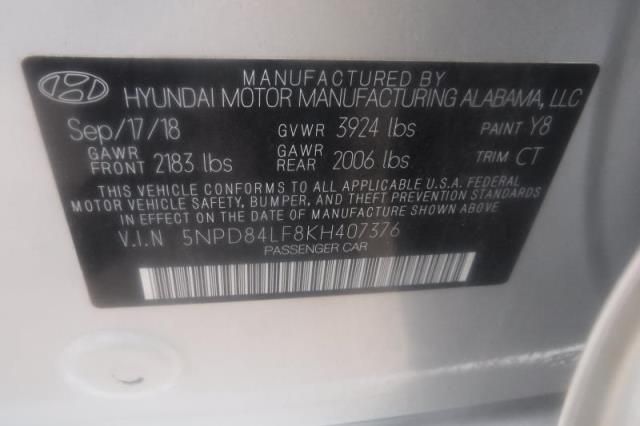 MANUFACTURED BY
HYUNDAI MOTOR MANUFACTURING ALABAMA, LLC
Sep/17/18 GVWR 3924 lbs PAINT Y8
GAWR FRONT 2183 lbs GAWR REAR 2006 lbs TRIM CT
THIS VEHICLE CONFORMS TO ALL APPLICABLE U.S.A. FEDERAL
MOTOR VEHICLE SAFETY, BUMPER, AND THEFT PREVENTION STANDARDS
IN EFFECT ON THE DATE OF MANUFACTURE SHOWN ABOVE.
V.I.N 5NPD84LF8KH407376
PASSENGER CAR